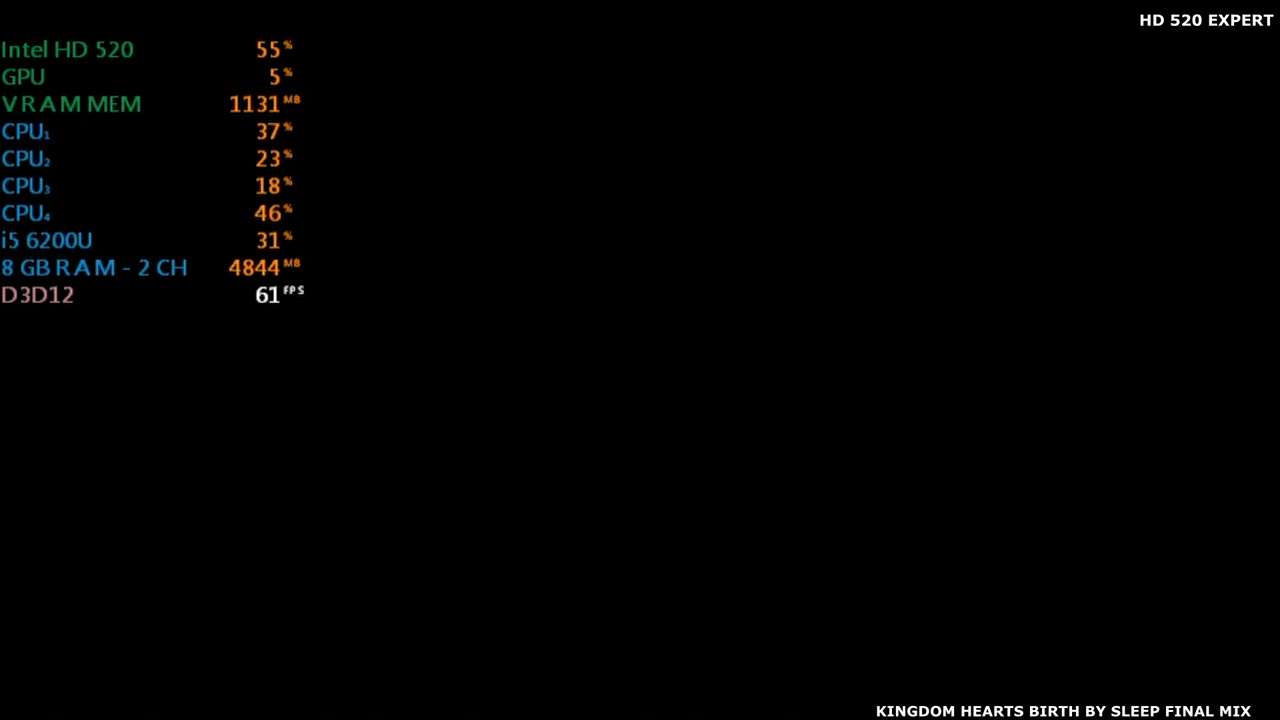 HD 520 EXPERT
Intel HD 520 55 %
GPU 5 %
VRAM MEM 1131 MB
CPU₁ 37 %
CPU₂ 23 %
CPU₃ 18 %
CPU₄ 46 %
i5 6200U 31 %
8 GB RAM - 2 CH 4844 MB
D3D12 61 FPS
KINGDOM HEARTS BIRTH BY SLEEP FINAL MIX